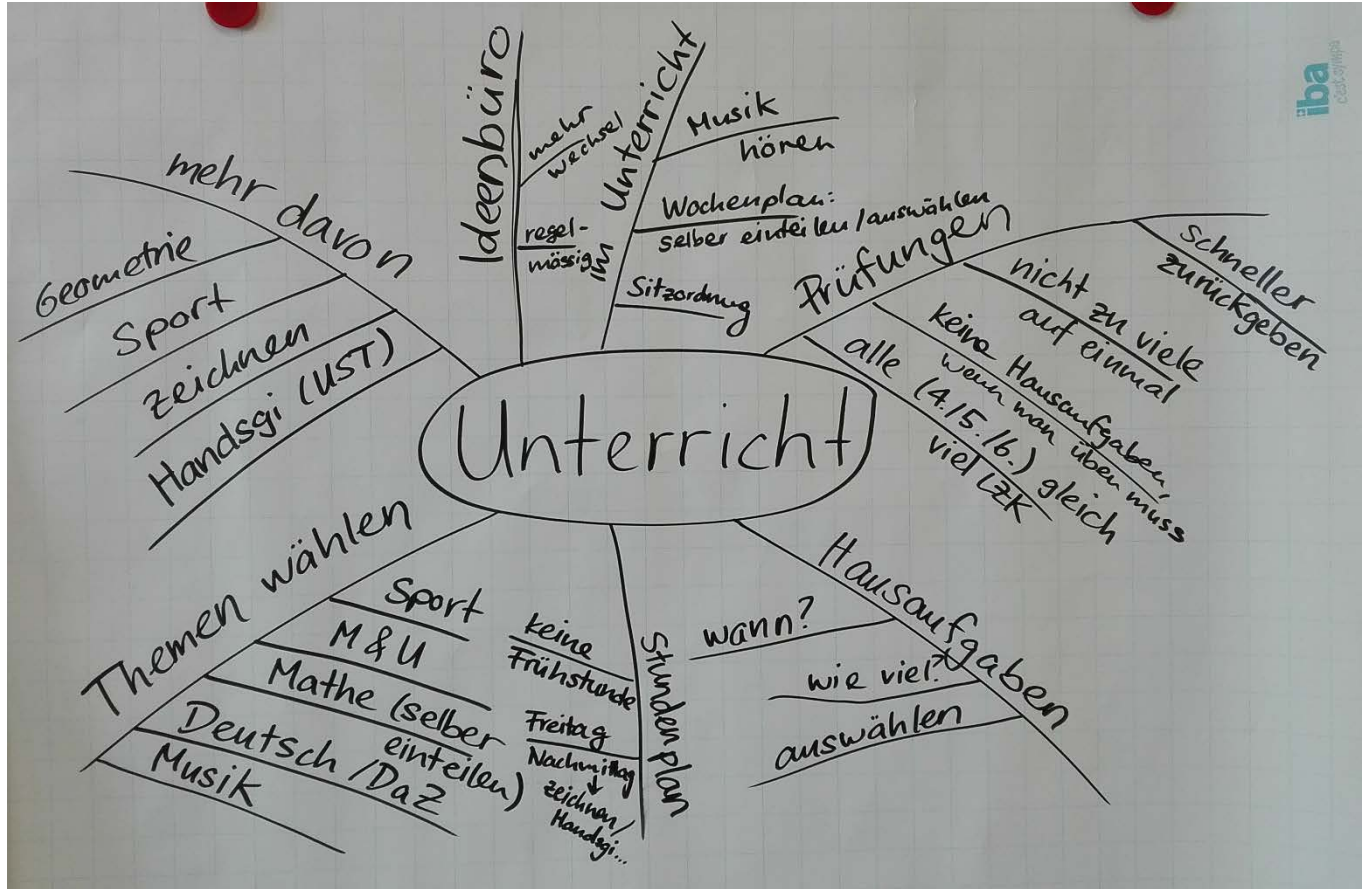 iba
c'est sympa
Unterricht
mehr davon
Geometrie
Sport
zeichnen
Handsgi (UST)
Ideenbüro
mehr
wechsel
regel-
mässig
im Unterricht
Musik
hören
Wochenplan:
selber einteilen/auswählen
Sitzordnung
Prüfungen
schneller
zurückgeben
nicht zu viele
auf einmal
keine Hausaufgaben,
wenn man üben muss
alle (4./5./6.) gleich
viel LZK
Hausaufgaben
wann?
wie viel?
auswählen
Stundenplan
keine
Frühstunde
Freitag
Nachmittag
↓
zeichnen/
Handsgi...
Themen wählen
Sport
M & U
Mathe (selber
einteilen)
Deutsch/DaZ
Musik